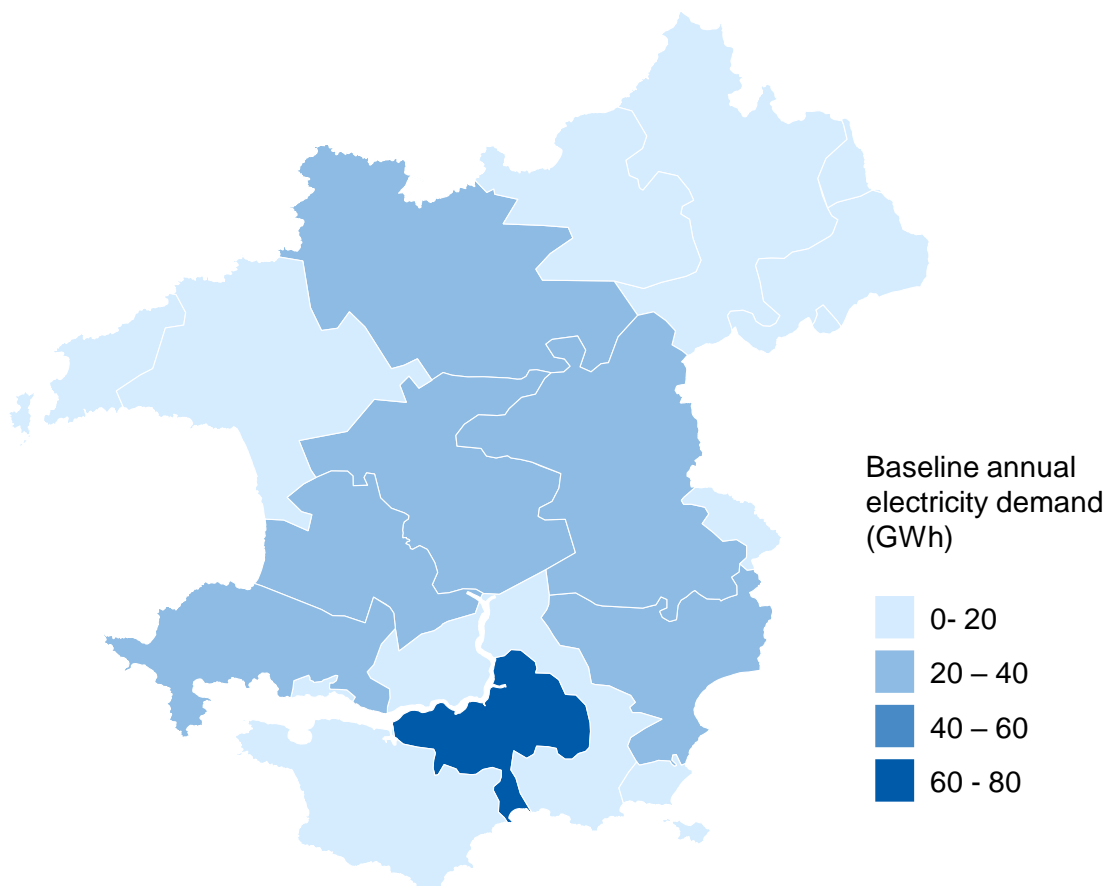 Baseline annual
electricity demand
(GWh)
0- 20
20 – 40
40 – 60
60 - 80